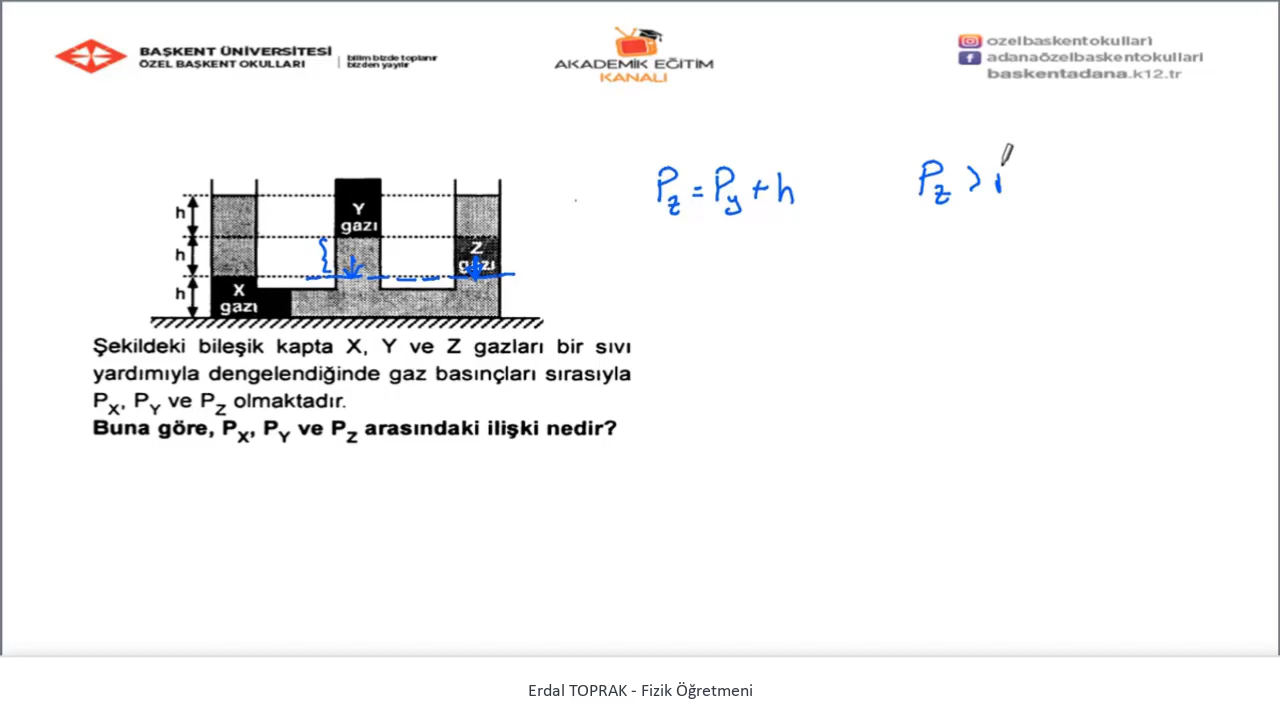 BAŞKENT ÜNİVERSİTESİ
ÖZEL BAŞKENT OKULLARI
bilim bizde toplanır
bizden yayılır
AKADEMİK EĞİTİM
KANALI
ozelbaskentokullari
adanaözelbaskentokullari
baskentadana.k12.tr
h
h
h
Y
gazı
Z
gazı
X
gazı
Pz = Py + h
Pz >
Şekildeki bileşik kapta X, Y ve Z gazları bir sıvı
yardımıyla dengelendiğinde gaz basınçları sırasıyla
PX, PY ve PZ olmaktadır.
Buna göre, PX, PY ve PZ arasındaki ilişki nedir?
Erdal TOPRAK - Fizik Öğretmeni